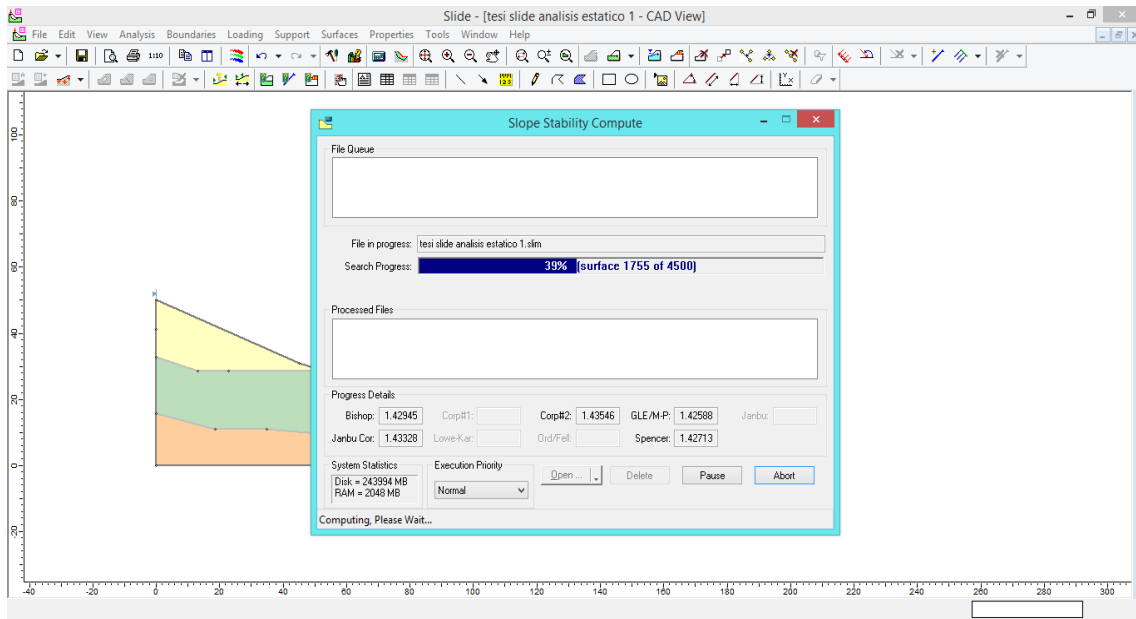 Slide - [tesi slide analisis estatico 1 - CAD View]
File Edit View Analysis Boundaries Loading Support Surfaces Properties Tools Window Help
1:10
Slope Stability Compute
File Queue
File in progress: tesi slide analisis estatico 1.slim
Search Progress: 39% (surface 1755 of 4500)
Processed Files
Progress Details
Bishop: 1.42945 Corp#1: Corp#2: 1.43546 GLE/M-P: 1.42588 Janbu:
Janbu Cor: 1.43328 Lowe-Kar: Ord/Fell: Spencer: 1.42713
System Statistics Execution Priority
Disk = 243994 MB
RAM = 2048 MB
Normal
Open ... Delete Pause Abort
Computing, Please Wait...
100
80
60
40
20
0
-20
-40 -20 0 20 40 60 80 100 120 140 160 180 200 220 240 260 280 300